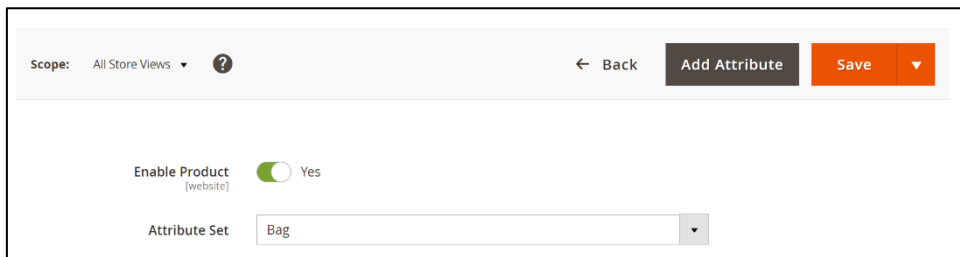 Scope: All Store Views ? ← Back Add Attribute Save
Enable Product Yes
[website]
Attribute Set Bag